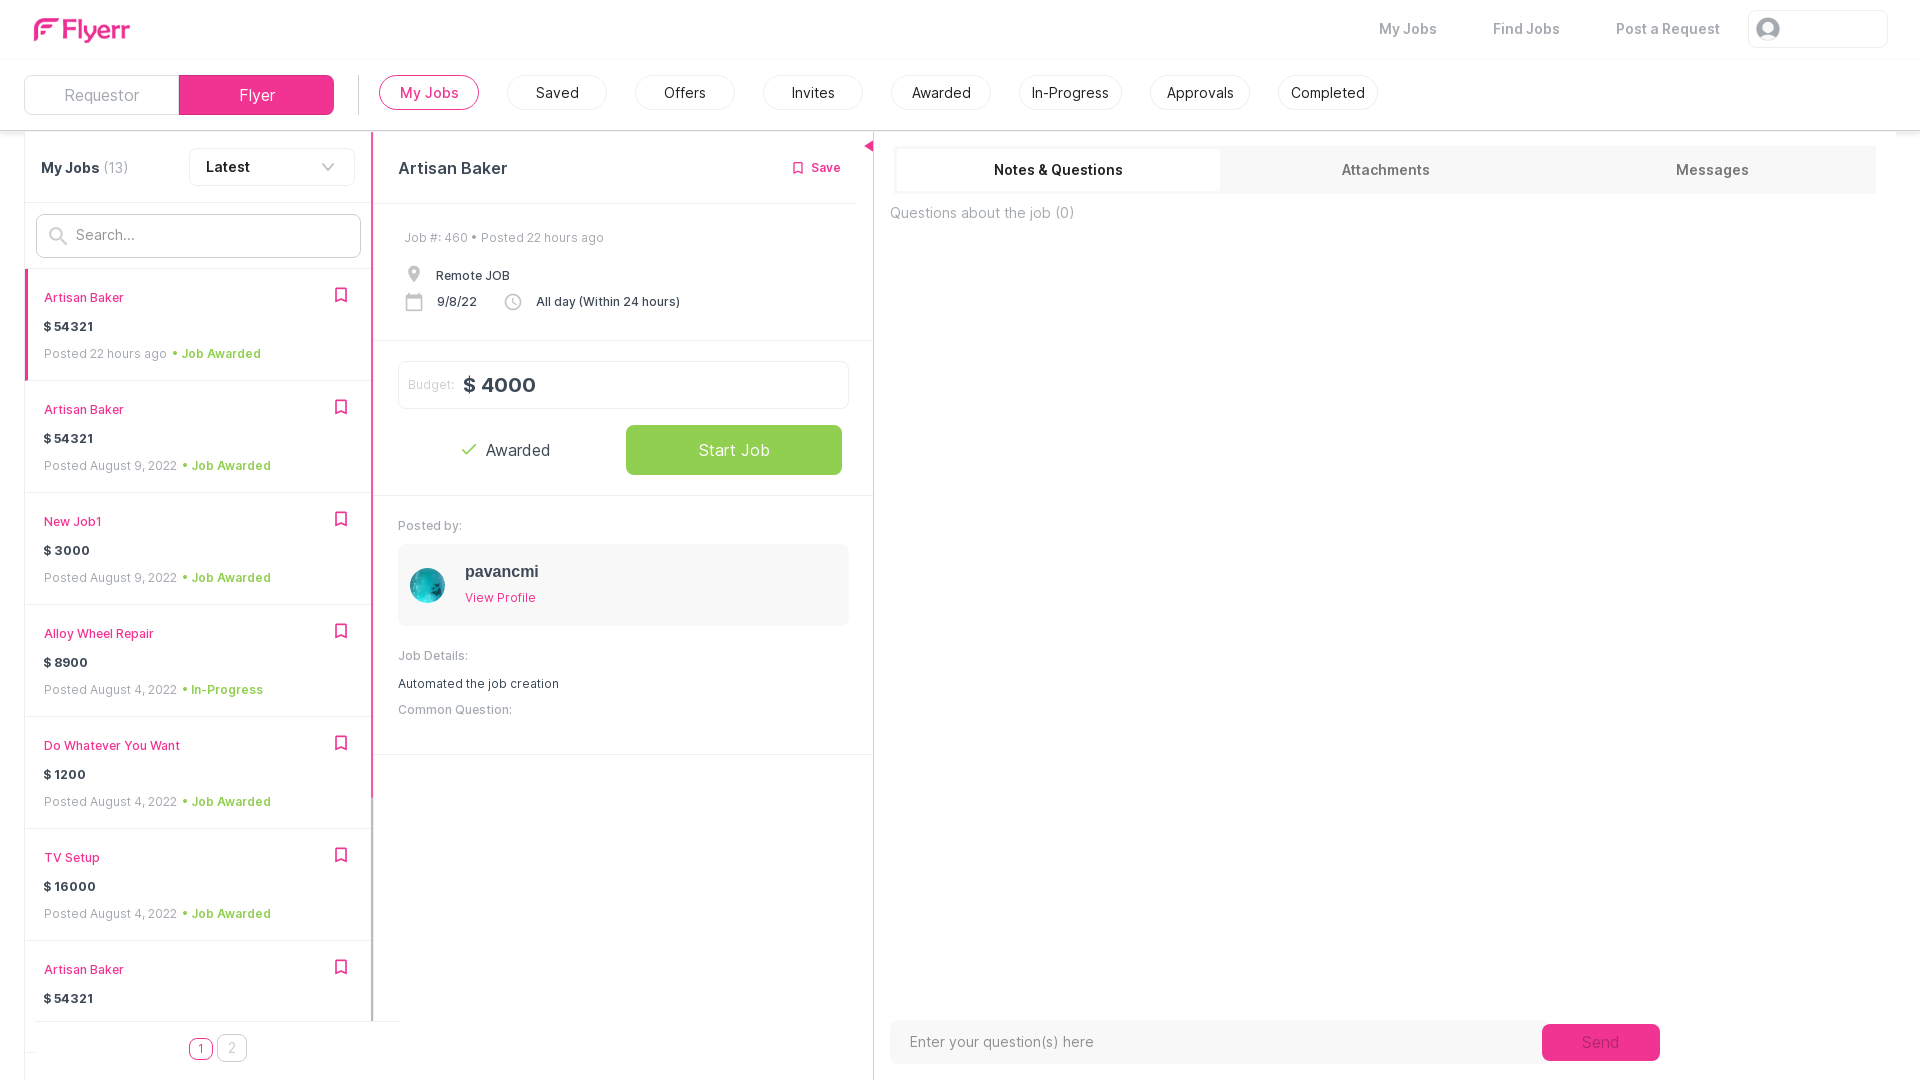 Flyerr
My Jobs
Find Jobs
Post a Request
Requestor
Flyer
My Jobs
Saved
Offers
Invites
Awarded
In-Progress
Approvals
Completed
My Jobs (13)
Latest
Search...
Artisan Baker
$ 54321
Posted 22 hours ago • Job Awarded
Artisan Baker
$ 54321
Posted August 9, 2022 • Job Awarded
New Job1
$ 3000
Posted August 9, 2022 • Job Awarded
Alloy Wheel Repair
$ 8900
Posted August 4, 2022 • In-Progress
Do Whatever You Want
$ 1200
Posted August 4, 2022 • Job Awarded
TV Setup
$ 16000
Posted August 4, 2022 • Job Awarded
Artisan Baker
$ 54321
1
2
Artisan Baker
Save
Job #: 460 • Posted 22 hours ago
Remote JOB
9/8/22
All day (Within 24 hours)
Budget: $ 4000
Awarded
Start Job
Posted by:
pavancmi
View Profile
Job Details:
Automated the job creation
Common Question:
Notes & Questions
Attachments
Messages
Questions about the job (0)
Enter your question(s) here
Send